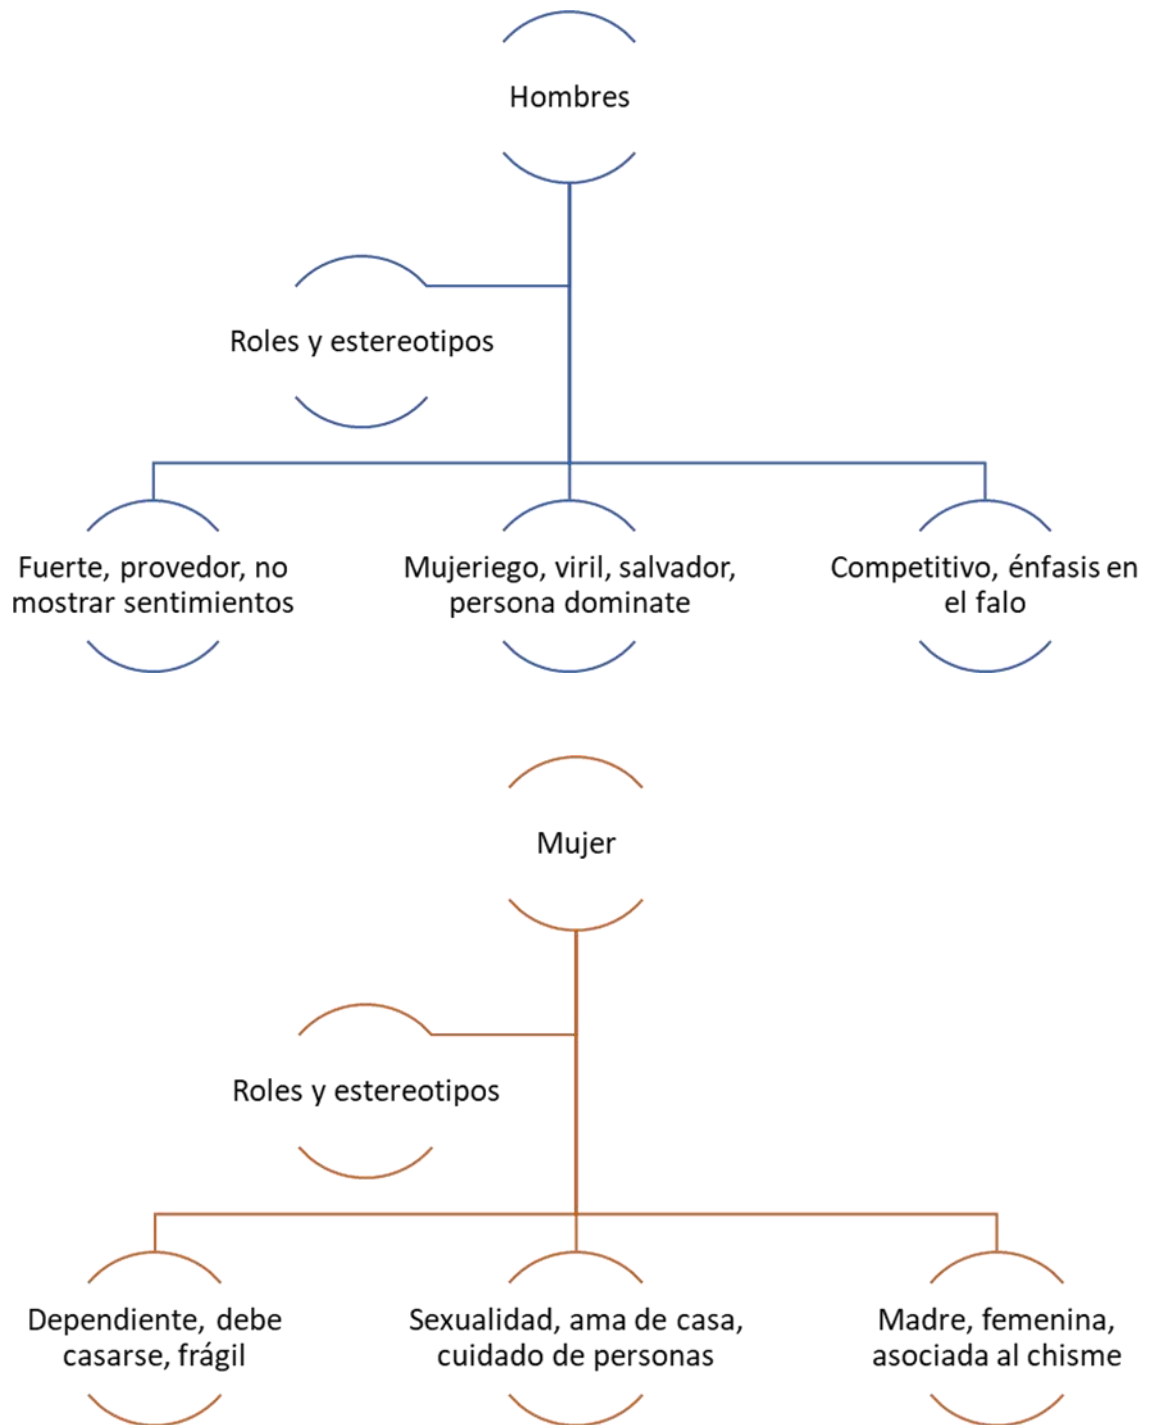 Hombres
Roles y estereotipos
Fuerte, provedor, no
mostrar sentimientos
Mujeriego, viril, salvador,
persona dominate
Competitivo, énfasis en
el falo
Mujer
Roles y estereotipos
Dependiente, debe
casarse, frágil
Sexualidad, ama de casa,
cuidado de personas
Madre, femenina,
asociada al chisme